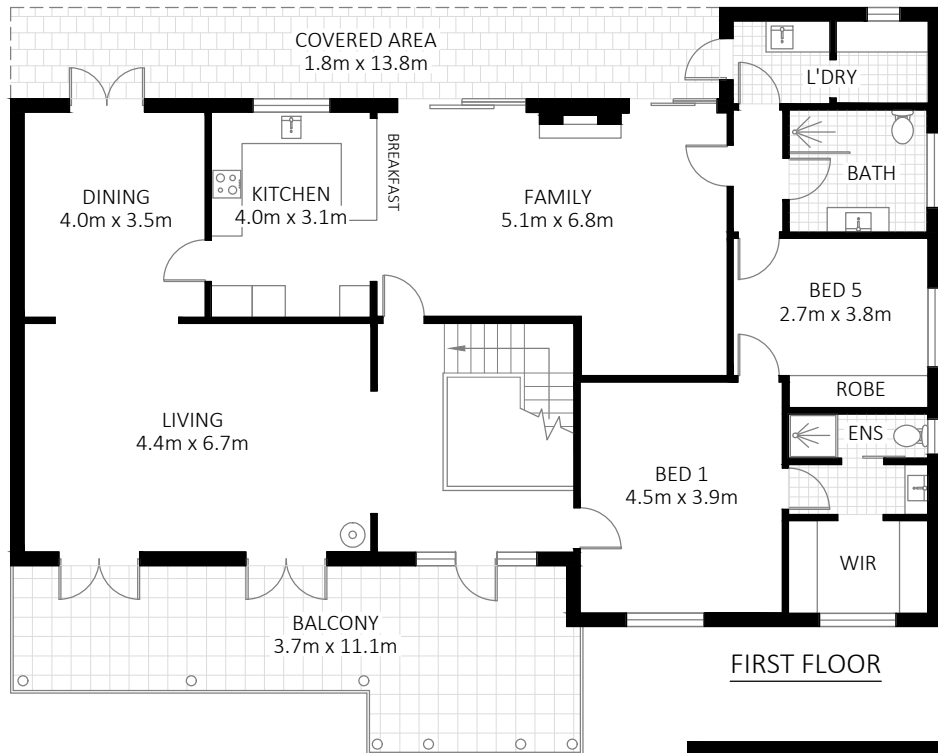 COVERED AREA
1.8m x 13.8m
L'DRY
DINING
4.0m x 3.5m
KITCHEN
4.0m x 3.1m
BREAKFAST
FAMILY
5.1m x 6.8m
BATH
BED 5
2.7m x 3.8m
ROBE
LIVING
4.4m x 6.7m
ENS
BED 1
4.5m x 3.9m
WIR
BALCONY
3.7m x 11.1m
FIRST FLOOR